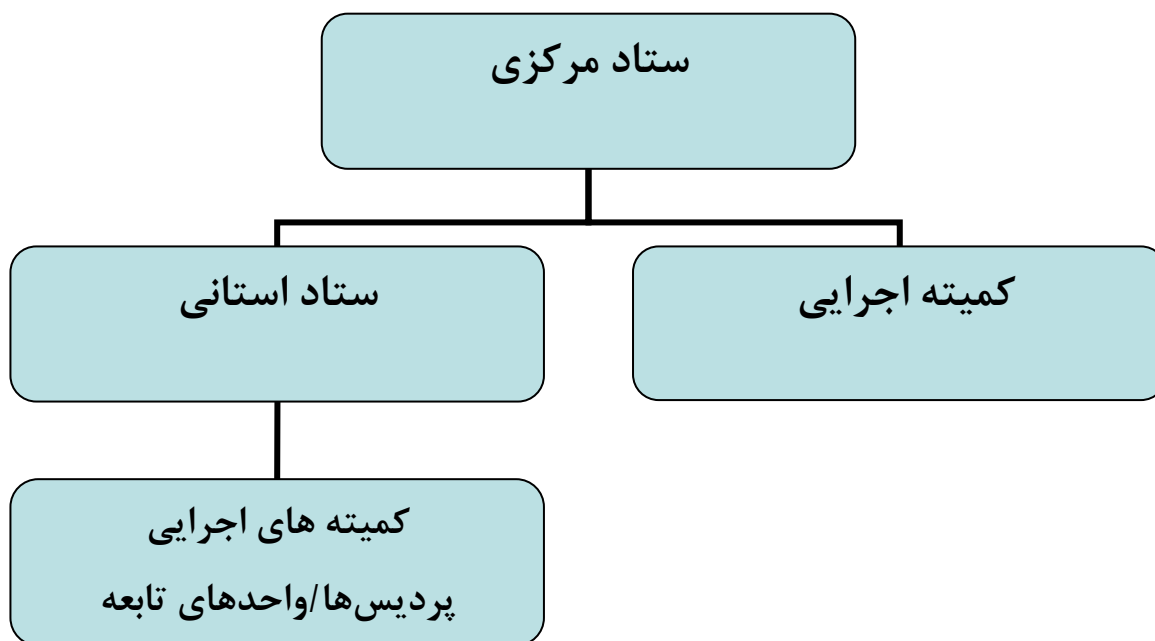 ستاد مرکزی
کمیته اجرایی
ستاد استانی
کمیته های اجرایی
پردیس‌ها/واحدهای تابعه